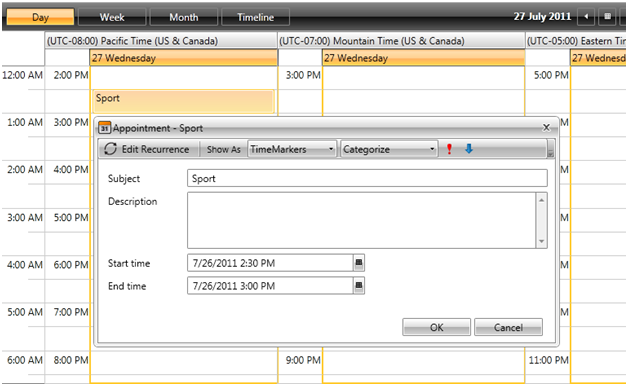 Day Week Month Timeline 27 July 2011
(UTC-08:00) Pacific Time (US & Canada) (UTC-07:00) Mountain Time (US & Canada) (UTC-05:00) Eastern Tim
27 Wednesday 27 Wednesday 27 Wednesd
12:00 AM 2:00 PM 3:00 PM 5:00 PM
Sport
1:00 AM 3:00 PM M
31 Appointment - Sport x
Edit Recurrence Show As TimeMarkers Categorize
2:00 AM 4:00 PM M
Subject Sport
Description
3:00 AM 5:00 PM M
4:00 AM 6:00 PM Start time 7/26/2011 2:30 PM M
End time 7/26/2011 3:00 PM
5:00 AM 7:00 PM M
OK Cancel
6:00 AM 8:00 PM 9:00 PM 11:00 PM